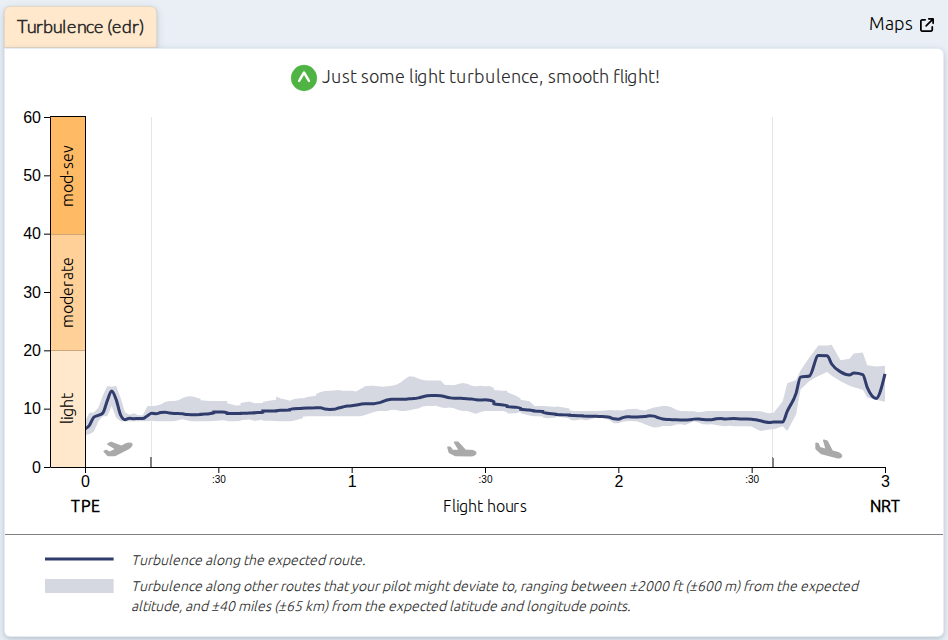 Turbulence (edr)
Maps
Just some light turbulence, smooth flight!
60
50
40
30
20
10
0
mod-sev
moderate
light
0
:30
1
:30
2
:30
3
TPE
Flight hours
NRT
Turbulence along the expected route.
Turbulence along other routes that your pilot might deviate to, ranging between ±2000 ft (±600 m) from the expected
altitude, and ±40 miles (±65 km) from the expected latitude and longitude points.